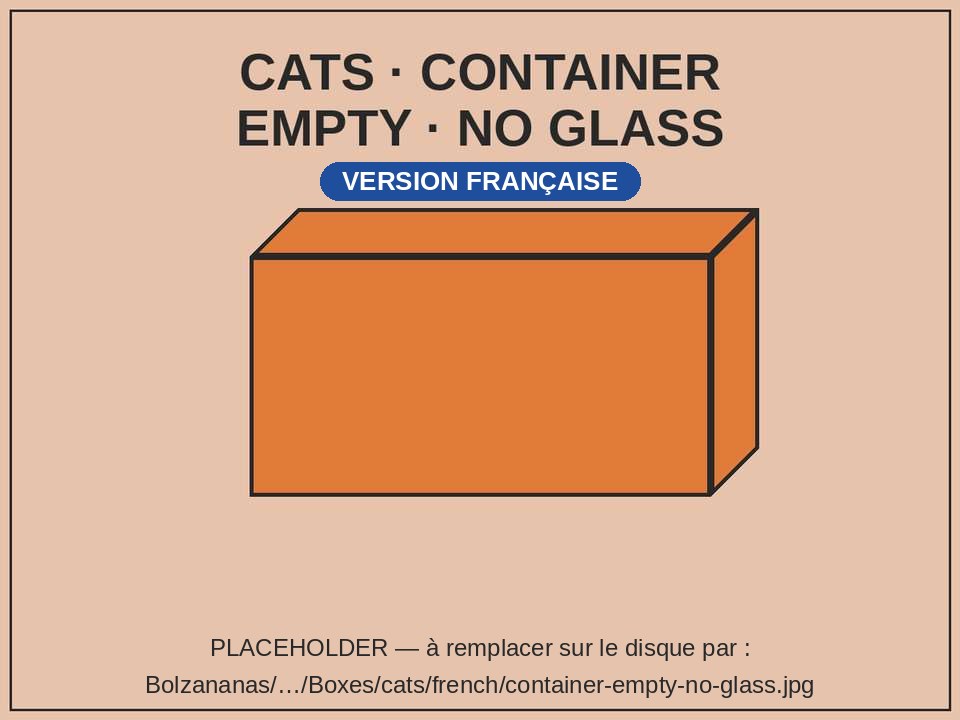 CATS · CONTAINER
EMPTY · NO GLASS
VERSION FRANÇAISE
PLACEHOLDER — à remplacer sur le disque par :
Bolzananas/…/Boxes/cats/french/container-empty-no-glass.jpg